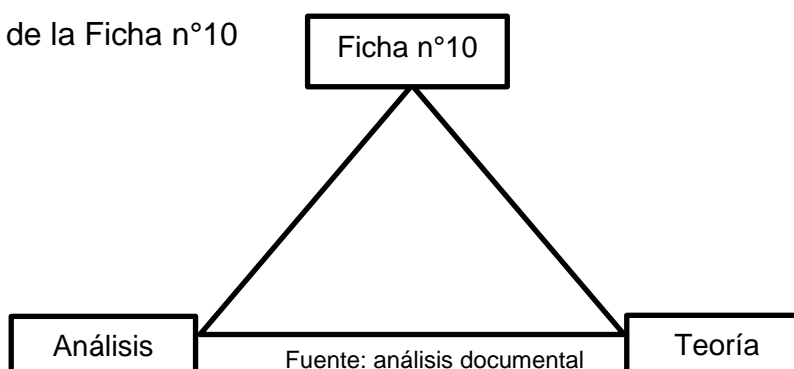 de la Ficha n°10
Ficha n°10
Análisis
Fuente: análisis documental
Teoría